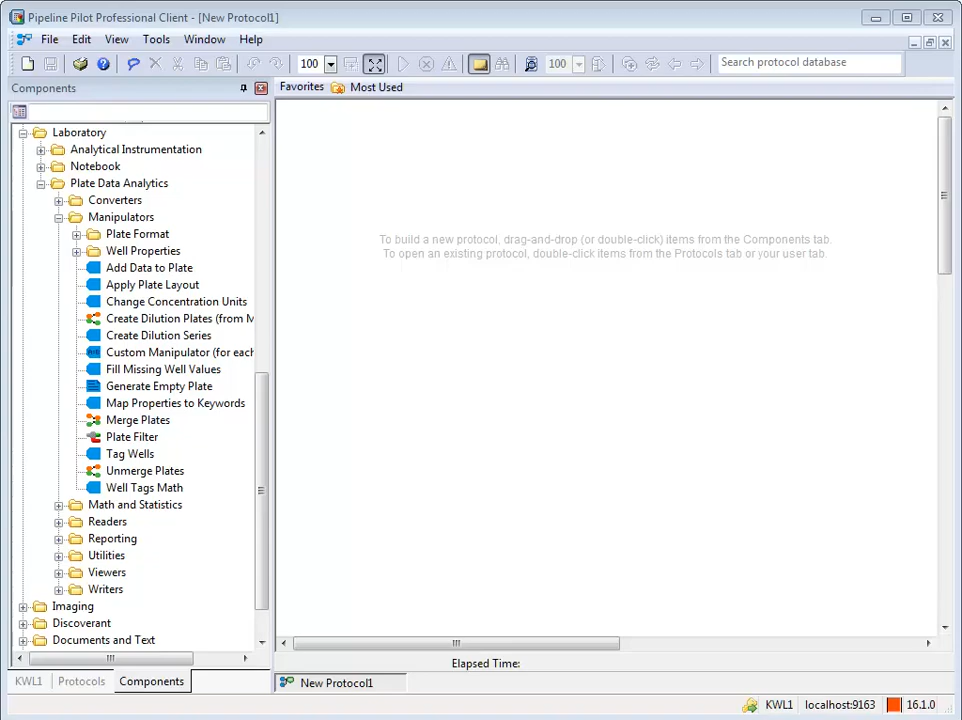 Pipeline Pilot Professional Client - [New Protocol1]
File Edit View Tools Window Help
100 100 Search protocol database
Components
Favorites Most Used
Laboratory
Analytical Instrumentation
Notebook
Plate Data Analytics
Converters
Manipulators
Plate Format
Well Properties
Add Data to Plate
Apply Plate Layout
Change Concentration Units
Create Dilution Plates (from M
Create Dilution Series
Custom Manipulator (for each
Fill Missing Well Values
Generate Empty Plate
Map Properties to Keywords
Merge Plates
Plate Filter
Tag Wells
Unmerge Plates
Well Tags Math
Math and Statistics
Readers
Reporting
Utilities
Viewers
Writers
Imaging
Discoverant
Documents and Text
To build a new protocol, drag-and-drop (or double-click) items from the Components tab.
To open an existing protocol, double-click items from the Protocols tab or your user tab.
Elapsed Time:
KWL1 Protocols Components
New Protocol1
KWL1 localhost:9163 16.1.0